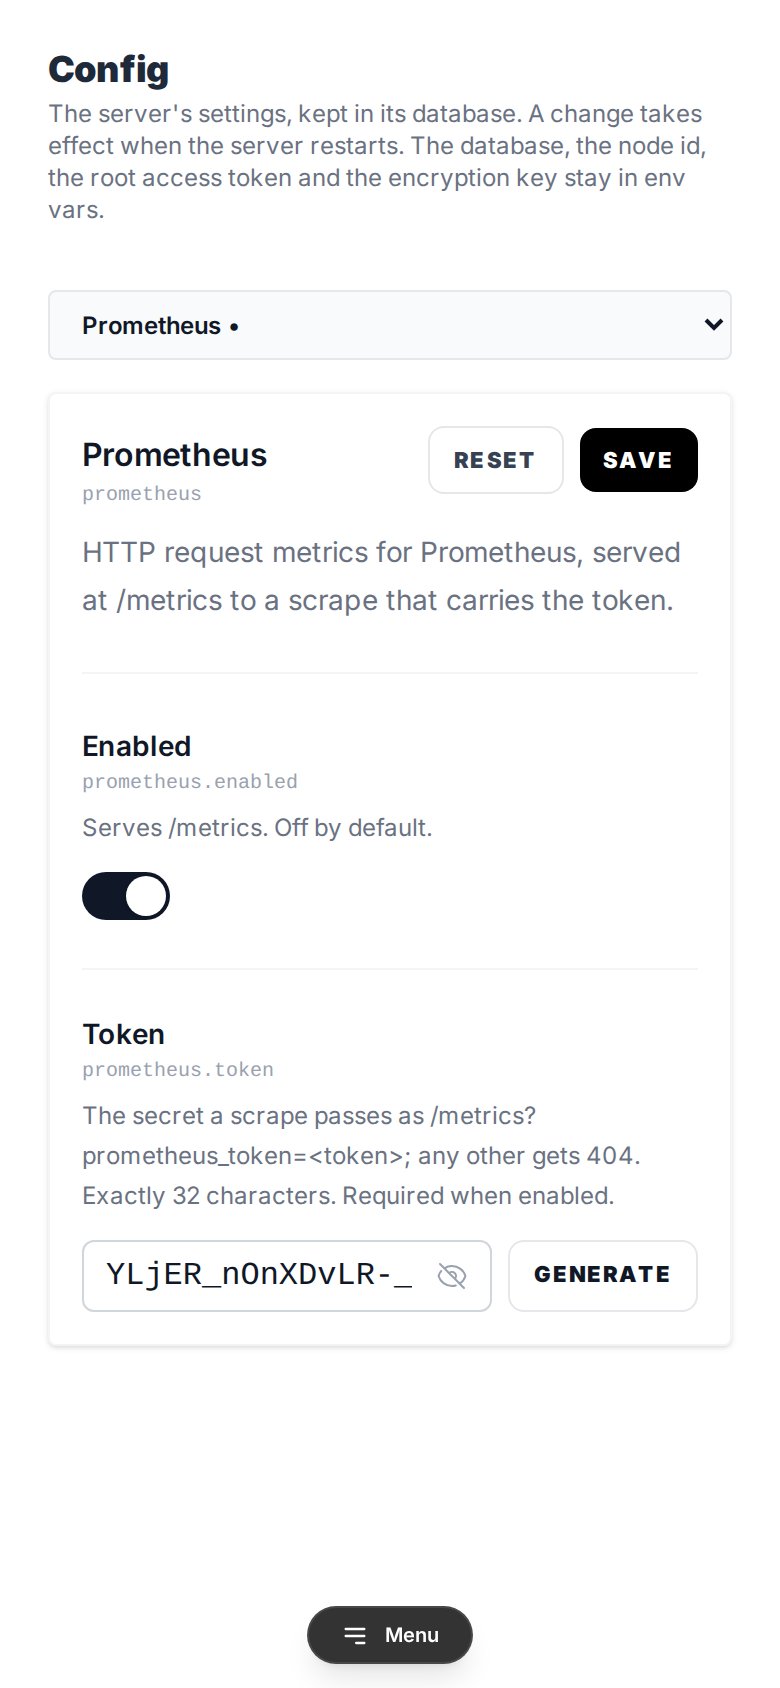 Config
The server's settings, kept in its database. A change takes
effect when the server restarts. The database, the node id,
the root access token and the encryption key stay in env
vars.
Prometheus •
Prometheus
RESET
SAVE
prometheus
HTTP request metrics for Prometheus, served
at /metrics to a scrape that carries the token.
Enabled
prometheus.enabled
Serves /metrics. Off by default.
Token
prometheus.token
The secret a scrape passes as /metrics?
prometheus_token=<token>; any other gets 404.
Exactly 32 characters. Required when enabled.
YLjER_nOnXDvLR-_
GENERATE
Menu